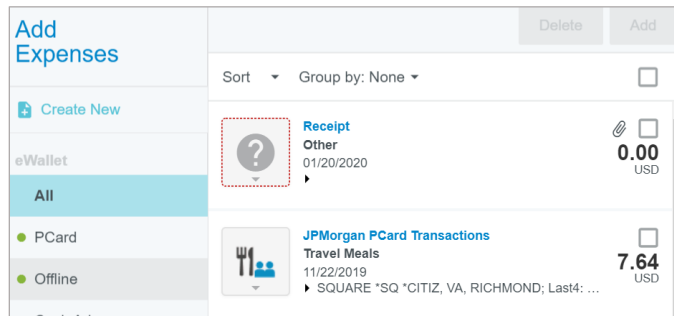 Add
Expenses
Create New
eWallet
All
PCard
Offline
Delete Add
Sort Group by: None
Receipt
Other
01/20/2020
0.00
USD
JPMorgan PCard Transactions
Travel Meals
11/22/2019
SQUARE *SQ *CITIZ, VA, RICHMOND; Last4: ...
7.64
USD